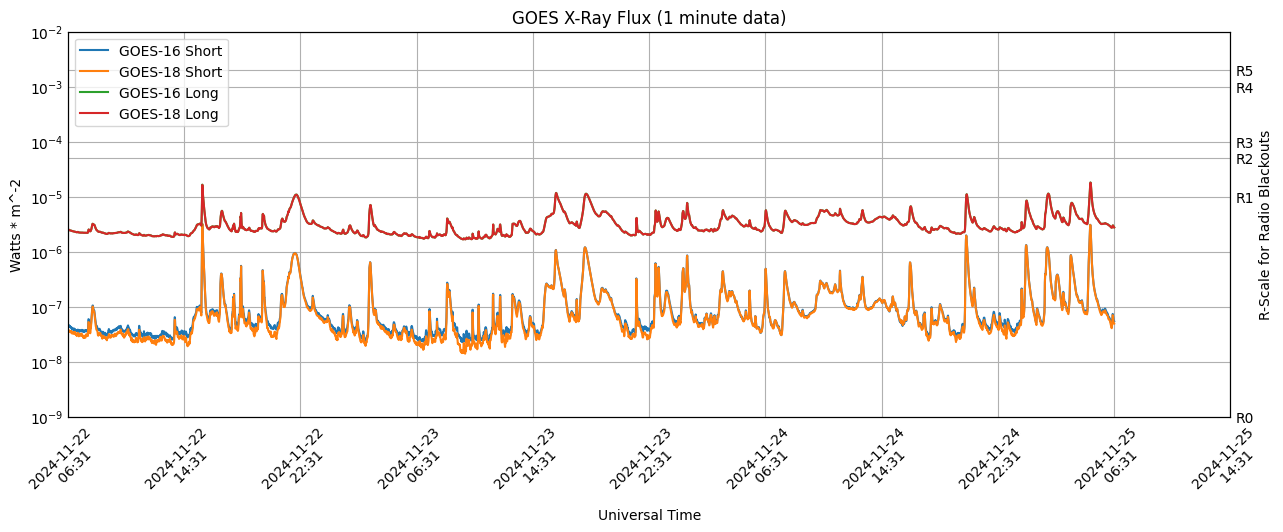 GOES X-Ray Flux (1 minute data)
GOES-16 Short
GOES-18 Short
GOES-16 Long
GOES-18 Long
10^-2
10^-3
10^-4
10^-5
10^-6
10^-7
10^-8
10^-9
Watts * m^-2
R5
R4
R3
R2
R1
R0
R-Scale for Radio Blackouts
2024-11-22
06:31
2024-11-22
14:31
2024-11-22
22:31
2024-11-23
06:31
2024-11-23
14:31
2024-11-23
22:31
2024-11-24
06:31
2024-11-24
14:31
2024-11-24
22:31
2024-11-25
06:31
2024-11-25
14:31
Universal Time